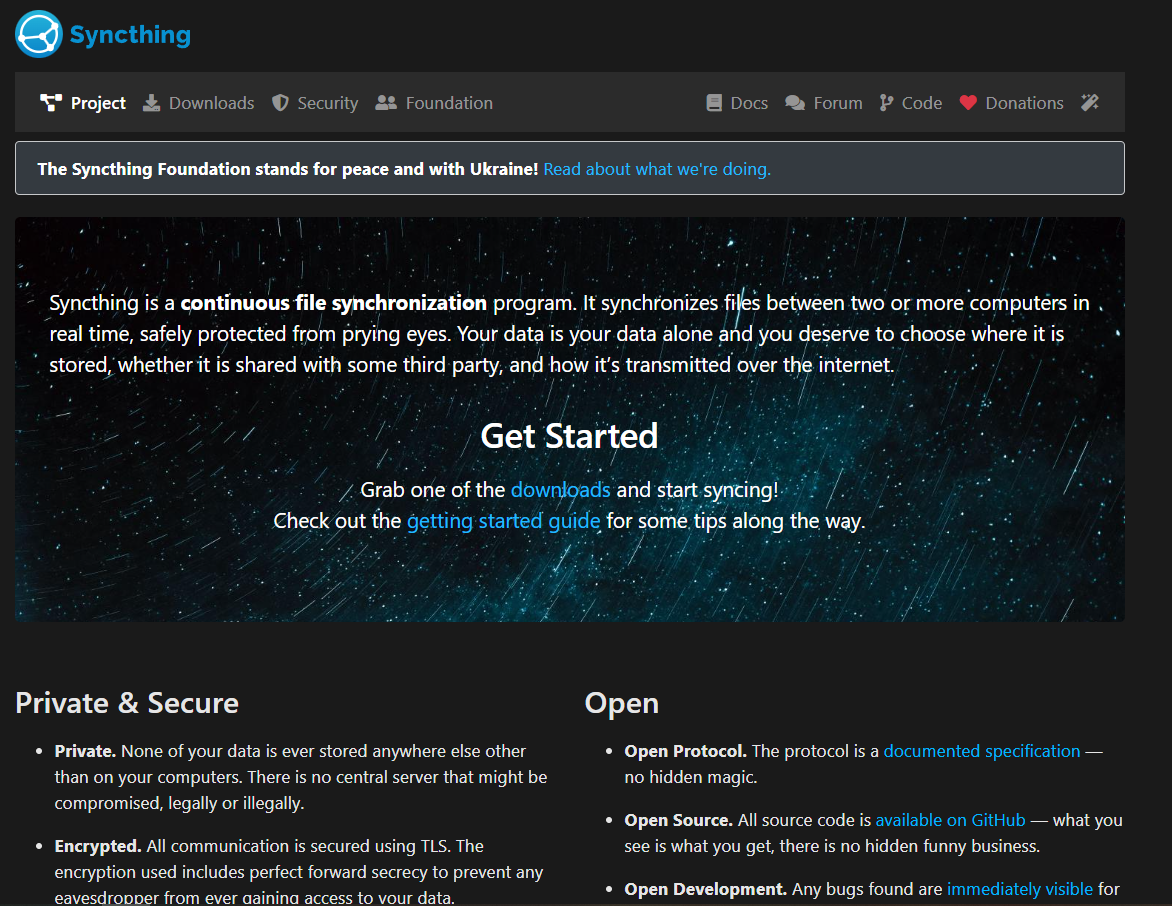 Syncthing
Project Downloads Security Foundation Docs Forum Code Donations
The Syncthing Foundation stands for peace and with Ukraine! Read about what we're doing.
Syncthing is a continuous file synchronization program. It synchronizes files between two or more computers in
real time, safely protected from prying eyes. Your data is your data alone and you deserve to choose where it is
stored, whether it is shared with some third party, and how it’s transmitted over the internet.
Get Started
Grab one of the downloads and start syncing!
Check out the getting started guide for some tips along the way.
Private & Secure
• Private. None of your data is ever stored anywhere else other
than on your computers. There is no central server that might be
compromised, legally or illegally.
• Encrypted. All communication is secured using TLS. The
encryption used includes perfect forward secrecy to prevent any
eavesdropper from ever gaining access to your data.
Open
• Open Protocol. The protocol is a documented specification —
no hidden magic.
• Open Source. All source code is available on GitHub — what you
see is what you get, there is no hidden funny business.
• Open Development. Any bugs found are immediately visible for